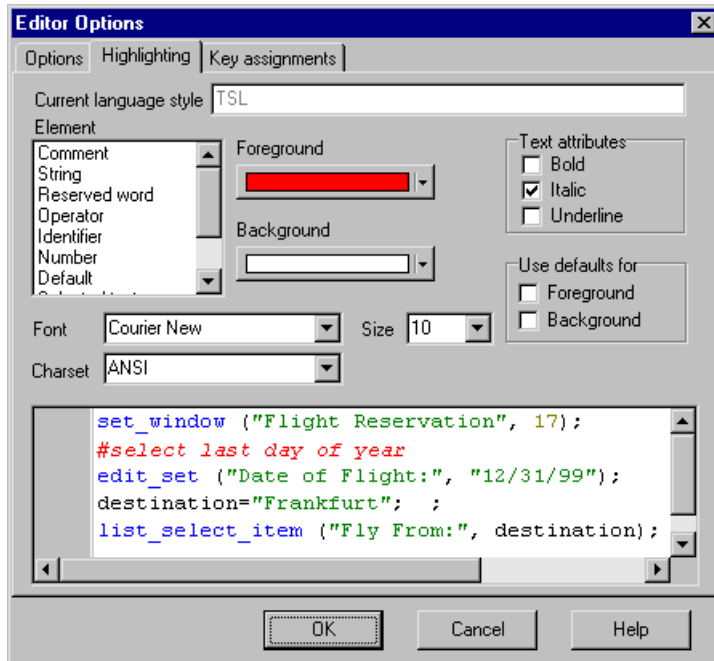 Editor Options
Options Highlighting Key assignments
Current language style TSL
Element
Comment
String
Reserved word
Operator
Identifier
Number
Default
Foreground
Background
Text attributes
Bold
Italic
Underline
Use defaults for
Foreground
Background
Font Courier New Size 10
Charset ANSI
set_window ("Flight Reservation", 17);
#select last day of year
edit_set ("Date of Flight:", "12/31/99");
destination="Frankfurt";  ;
list_select_item ("Fly From:", destination);
OK Cancel Help